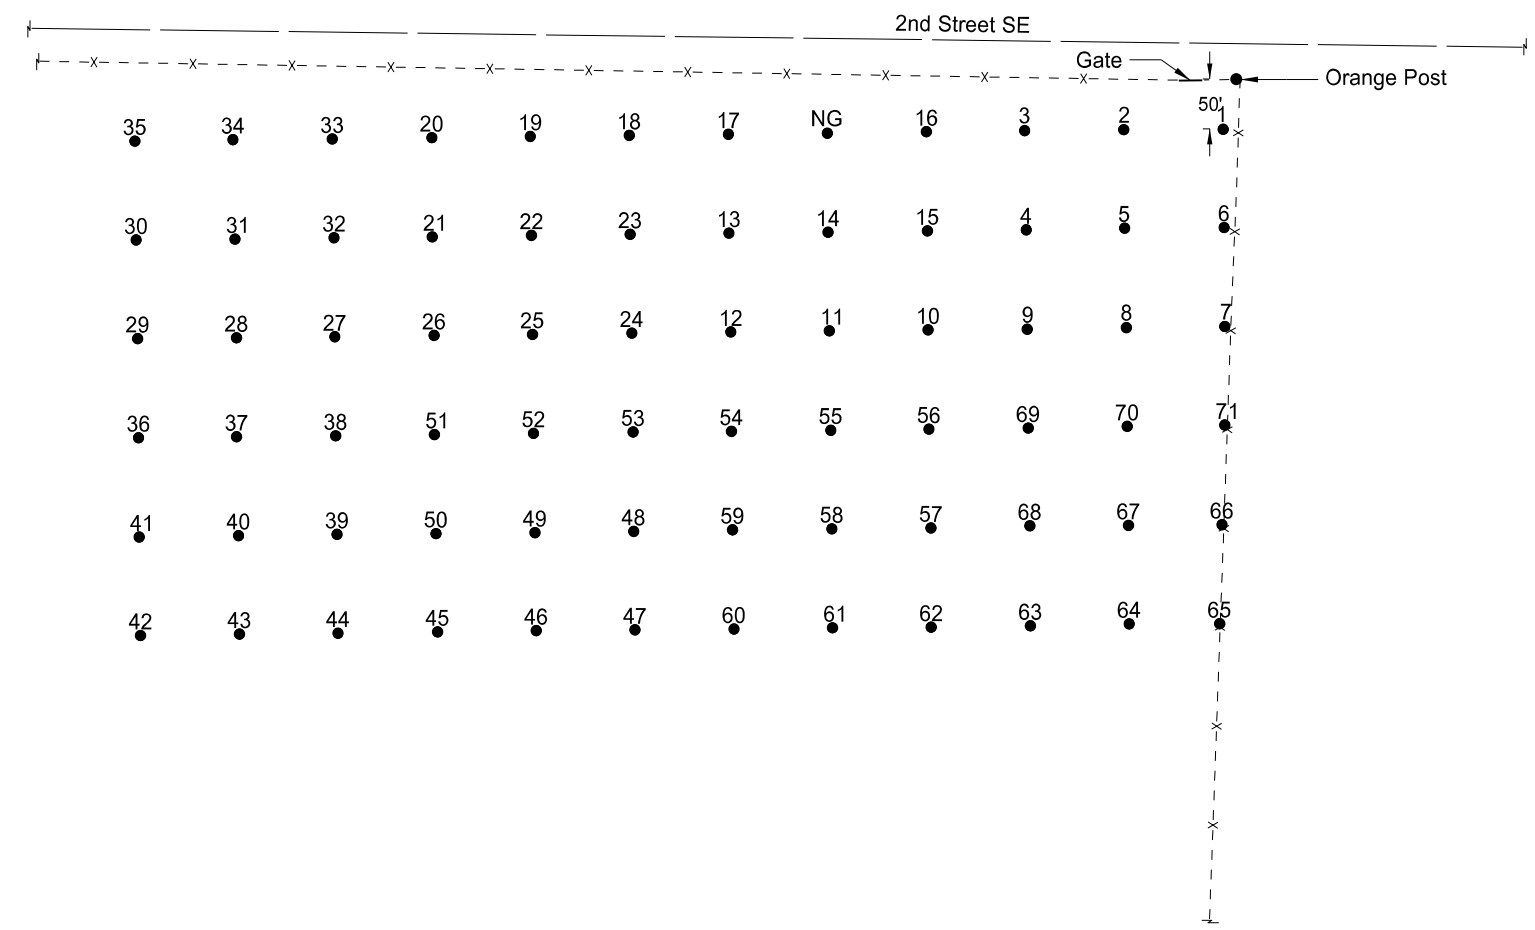 2nd Street SE
Gate
Orange Post
50'
35 34 33 20 19 18 17 NG 16 3 2 1
30 31 32 21 22 23 13 14 15 4 5 6
29 28 27 26 25 24 12 11 10 9 8 7
36 37 38 51 52 53 54 55 56 69 70 71
41 40 39 50 49 48 59 58 57 68 67 66
42 43 44 45 46 47 60 61 62 63 64 65